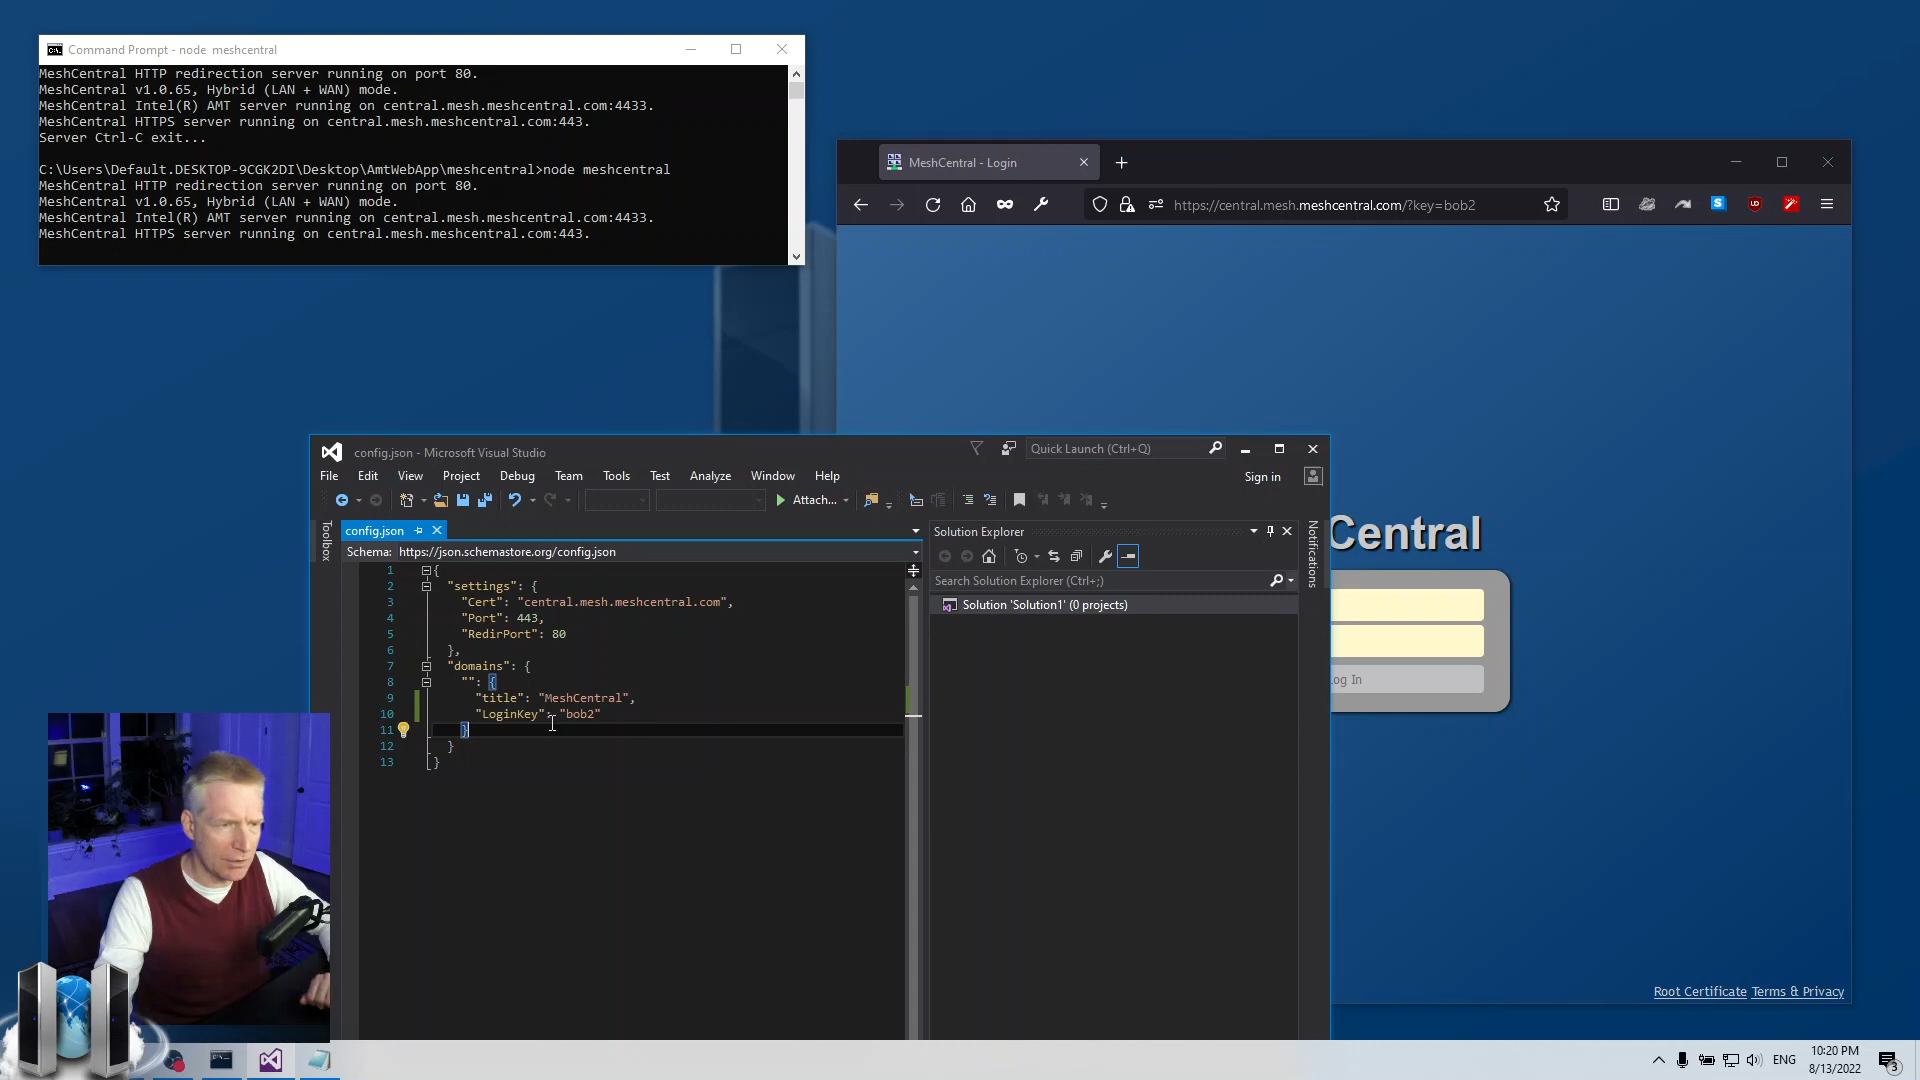 Command Prompt - node  meshcentral
MeshCentral HTTP redirection server running on port 80.
MeshCentral v1.0.65, Hybrid (LAN + WAN) mode.
MeshCentral Intel(R) AMT server running on central.mesh.meshcentral.com:4433.
MeshCentral HTTPS server running on central.mesh.meshcentral.com:443.
Server Ctrl-C exit...
C:\Users\Default.DESKTOP-9CGK2DI\Desktop\AmtWebApp\meshcentral>node meshcentral
MeshCentral HTTP redirection server running on port 80.
MeshCentral v1.0.65, Hybrid (LAN + WAN) mode.
MeshCentral Intel(R) AMT server running on central.mesh.meshcentral.com:4433.
MeshCentral HTTPS server running on central.mesh.meshcentral.com:443.
MeshCentral - Login
https://central.mesh.meshcentral.com/?key=bob2
config.json - Microsoft Visual Studio
Quick Launch (Ctrl+Q)
File Edit View Project Debug Team Tools Test Analyze Window Help
Sign in
Attach...
Toolbox
config.json
Schema: https://json.schemastore.org/config.json
1 {
2 "settings": {
3 "Cert": "central.mesh.meshcentral.com",
4 "Port": 443,
5 "RedirPort": 80
6 },
7 "domains": {
8 "": {
9 "title": "MeshCentral",
10 "LoginKey": "bob2"
11 }
12 }
13 }
Solution Explorer
Search Solution Explorer (Ctrl+;)
Solution 'Solution1' (0 projects)
Notifications
Central
og In
Root Certificate Terms & Privacy
ENG
10:20 PM
8/13/2022
3